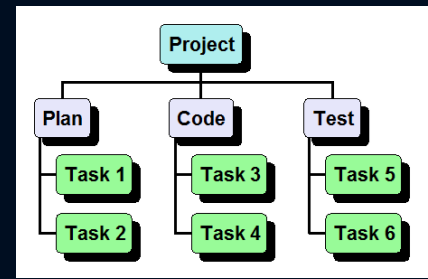 Project
Plan
Code
Test
Task 1
Task 3
Task 5
Task 2
Task 4
Task 6